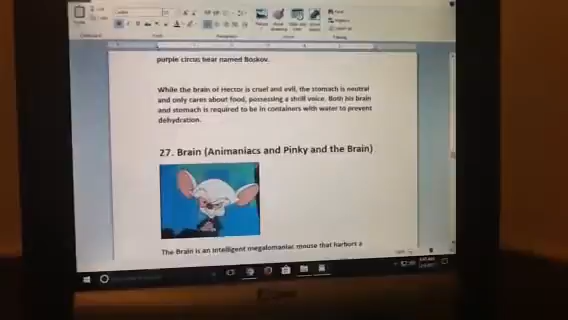 purple circus bear named Boskov.
While the brain of Hector is cruel and evil, the stomach is neutral
and only cares about food, possessing a shrill voice. Both his brain
and stomach is required to be in containers with water to prevent
dehydration.
27. Brain (Animaniacs and Pinky and the Brain)
The Brain is an intelligent megalomaniac mouse that harbors a